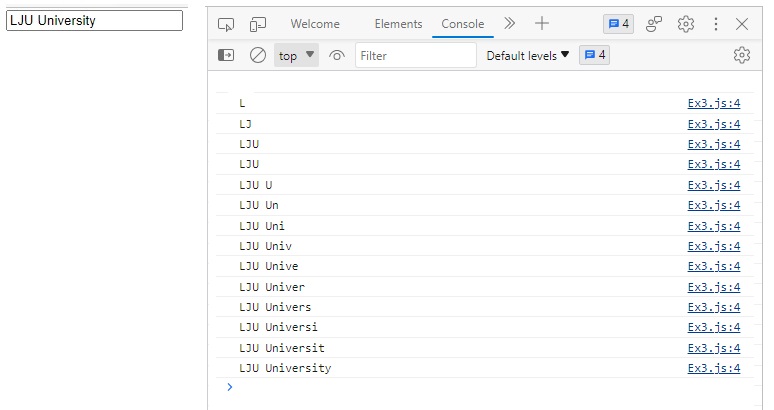 LJU University
Welcome Elements Console 4
top Filter Default levels 4
L Ex3.js:4
LJ Ex3.js:4
LJU Ex3.js:4
LJU Ex3.js:4
LJU U Ex3.js:4
LJU Un Ex3.js:4
LJU Uni Ex3.js:4
LJU Univ Ex3.js:4
LJU Unive Ex3.js:4
LJU Univer Ex3.js:4
LJU Univers Ex3.js:4
LJU Universi Ex3.js:4
LJU Universit Ex3.js:4
LJU University Ex3.js:4